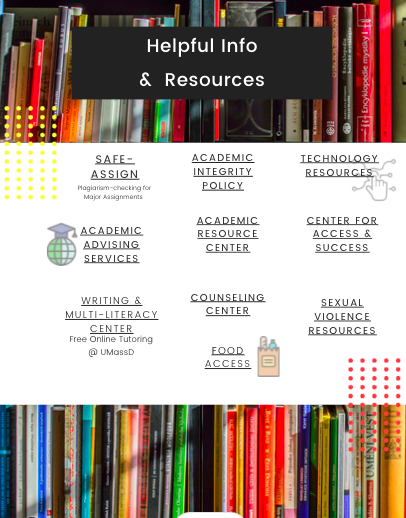 Helpful Info
& Resources
Encyklopedie mystiky I
SAFE-
ASSIGN
Plagiarism-checking for
Major Assignments
ACADEMIC
INTEGRITY
POLICY
TECHNOLOGY
RESOURCES
ACADEMIC
ADVISING
SERVICES
ACADEMIC
RESOURCE
CENTER
CENTER FOR
ACCESS &
SUCCESS
WRITING &
MULTI-LITERACY
CENTER
Free Online Tutoring
@ UMassD
COUNSELING
CENTER
FOOD
ACCESS
SEXUAL
VIOLENCE
RESOURCES